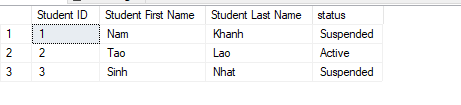 Student ID Student First Name Student Last Name status
1 1 Nam Khanh Suspended
2 2 Tao Lao Active
3 3 Sinh Nhat Suspended